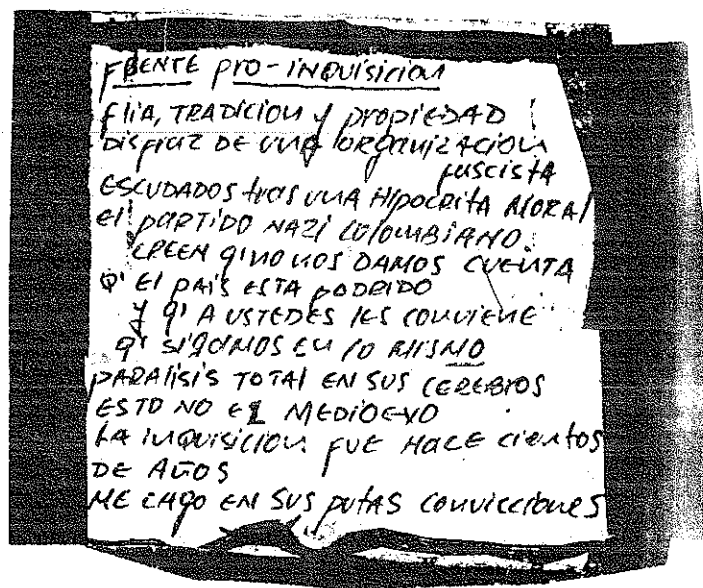 FRENTE PRO-INQUISICION
FliA, TRADICION y PROPIEDAD
DISFRAZ DE UNA ORGANIZACION
FASCISTA
ESCUDADOS tras UNA HIPOCRITA MORAL
El PARTIDO NAZI COLOMBIANO.
CREEN q' NO NOS DAMOS CUENTA
Q' El PAIS ESTA PODRIDO
Y q' A USTEDES les CONVIENE
q' SIGAMOS EN lo MISMO
PARALISIS TOTAL EN SUS CEREBROS
ESTO NO EL MEDIOEVO
LA INQUISICION FUE HACE cientos
DE AÑOS
ME CAGO EN SUS PUTAS CONVICCIONES